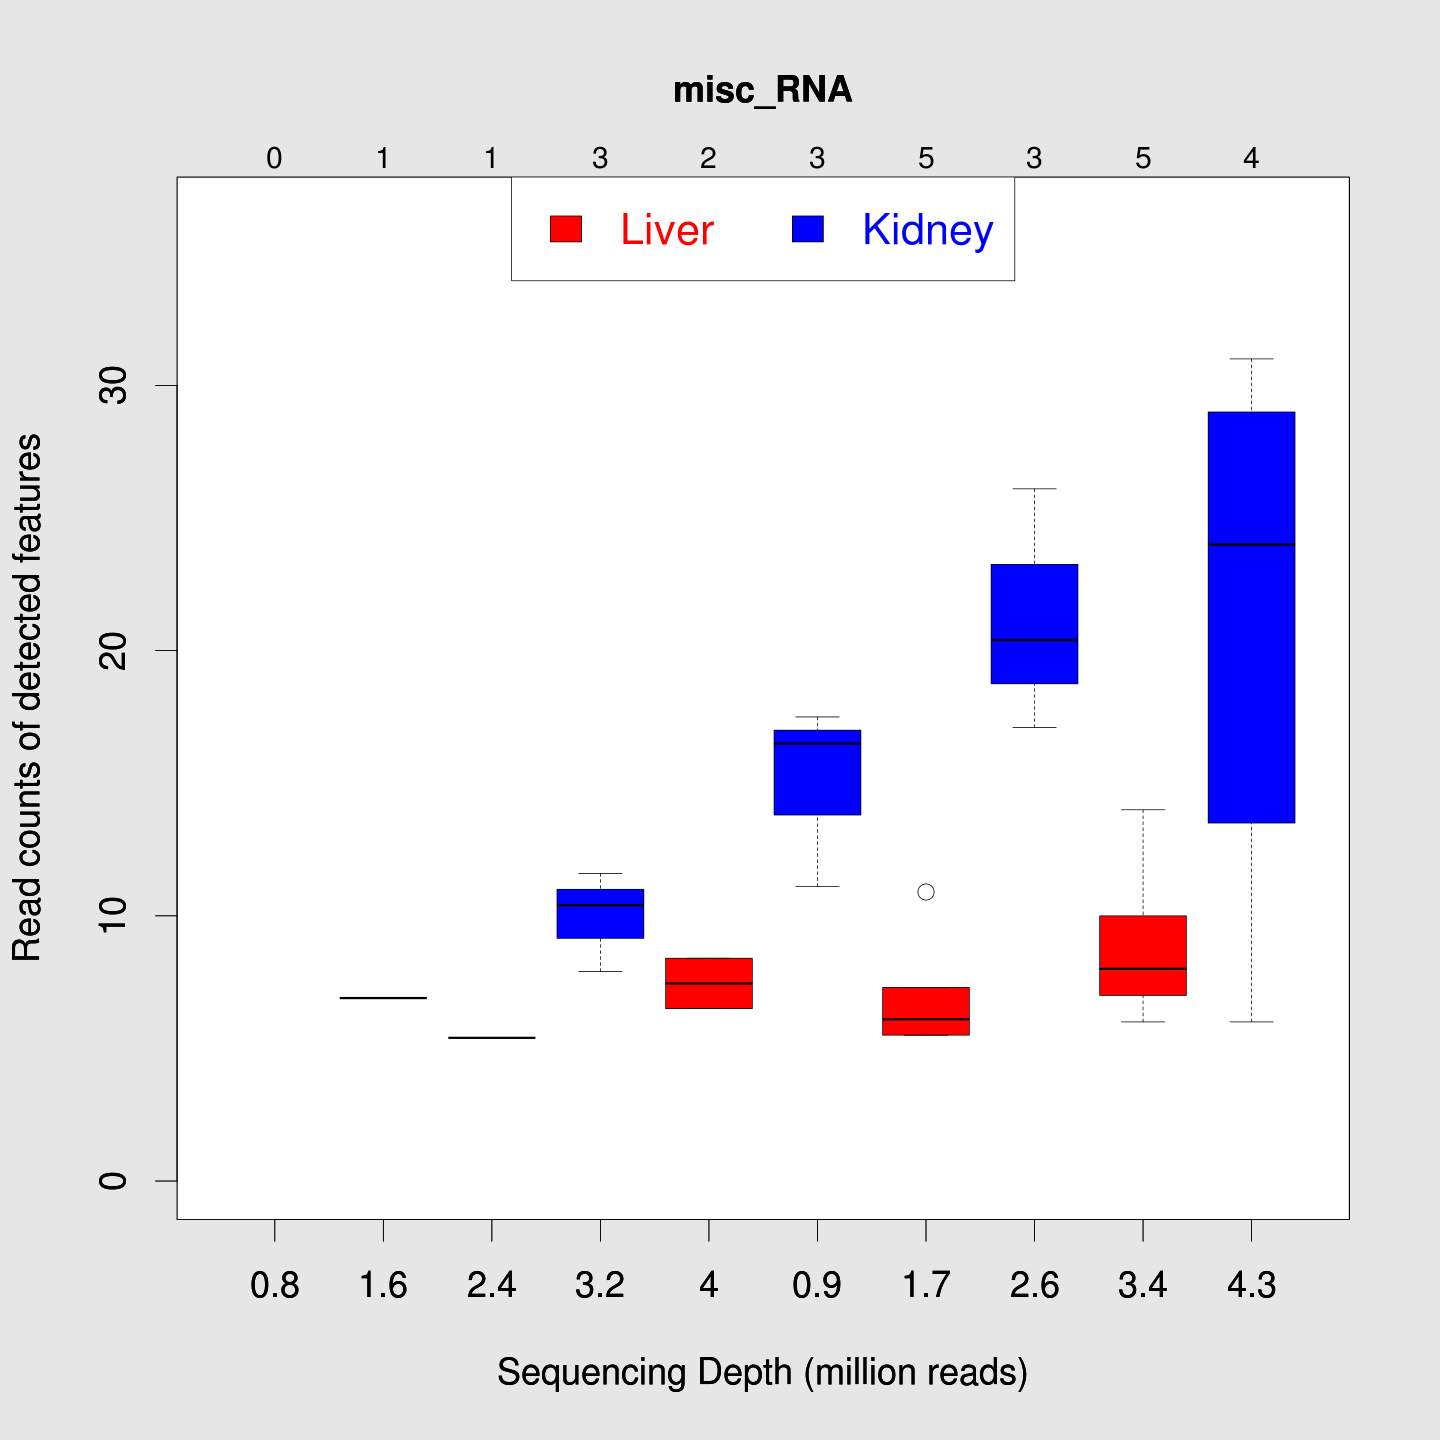 misc_RNA
0 1 1 3 2 3 5 3 5 4
Liver Kidney
30
20
10
0
Read counts of detected features
0.8 1.6 2.4 3.2 4 0.9 1.7 2.6 3.4 4.3
Sequencing Depth (million reads)